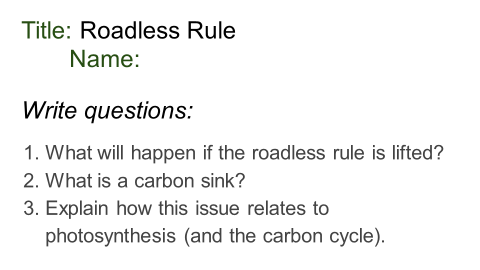 Title: Roadless Rule
Name:
Write questions:
1. What will happen if the roadless rule is lifted?
2. What is a carbon sink?
3. Explain how this issue relates to
photosynthesis (and the carbon cycle).